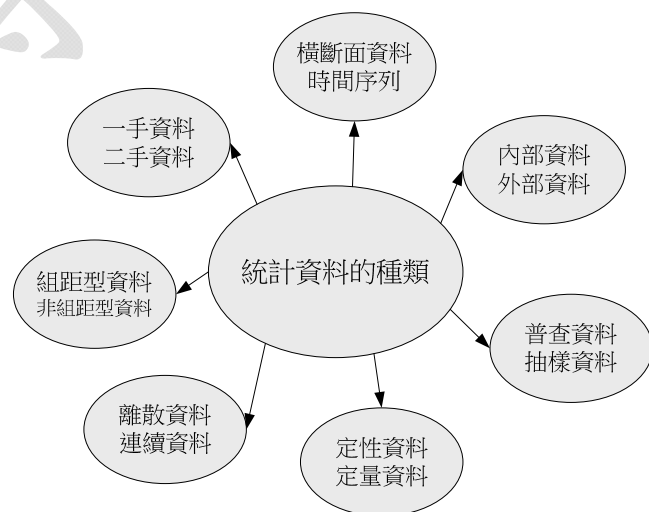 橫斷面資料
時間序列
一手資料
二手資料
內部資料
外部資料
統計資料的種類
組距型資料
非組距型資料
普查資料
抽樣資料
離散資料
連續資料
定性資料
定量資料